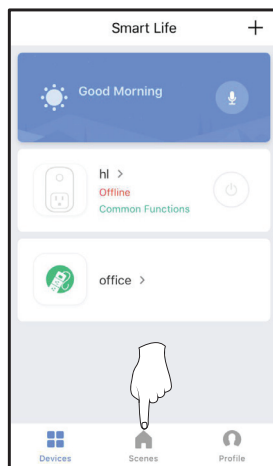 Smart Life
Good Morning
hl >
Offline
Common Functions
office >
Devices
Scenes
Profile